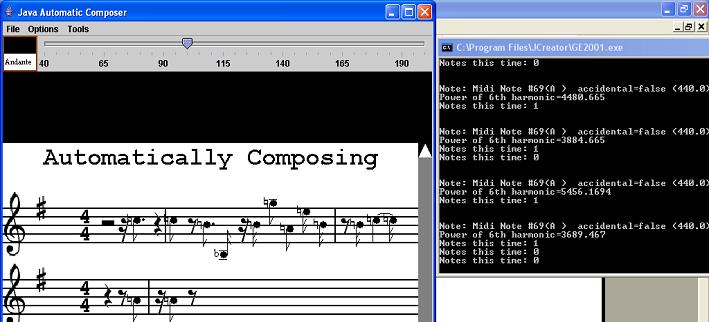 Java Automatic Composer
File Options Tools
Andante
40 65 90 115 140 165 190
Automatically Composing
4
4
4
4
C:\Program Files\JCreator\GE2001.exe
Notes this time: 0
Note: Midi Note #69(A ) accidental=false (440.0)
Power of 6th harmonic=4480.665
Notes this time: 1
Note: Midi Note #69(A ) accidental=false (440.0)
Power of 6th harmonic=3884.665
Notes this time: 1
Notes this time: 0
Note: Midi Note #69(A ) accidental=false (440.0)
Power of 6th harmonic=5456.1694
Notes this time: 1
Note: Midi Note #69(A ) accidental=false (440.0)
Power of 6th harmonic=3689.467
Notes this time: 1
Notes this time: 0
Notes this time: 0